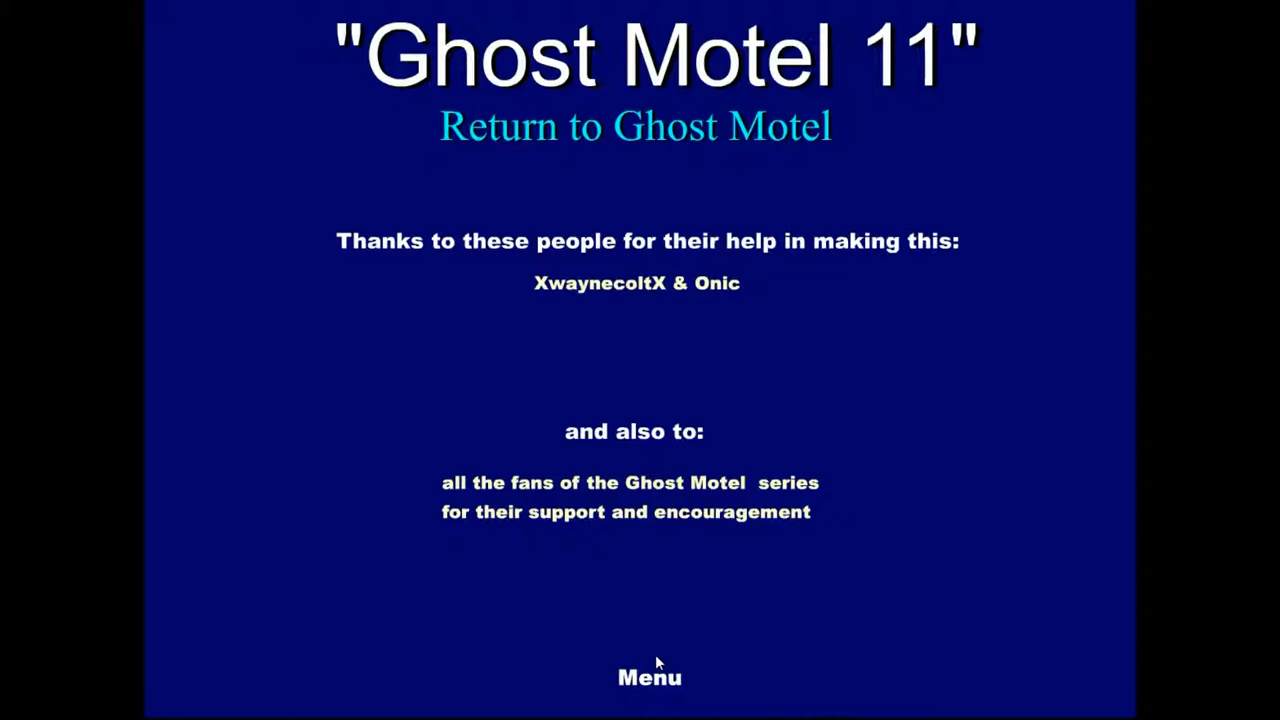 "Ghost Motel 11"
Return to Ghost Motel
Thanks to these people for their help in making this:
XwaynecoltX & Onic
and also to:
all the fans of the Ghost Motel  series
for their support and encouragement
Menu